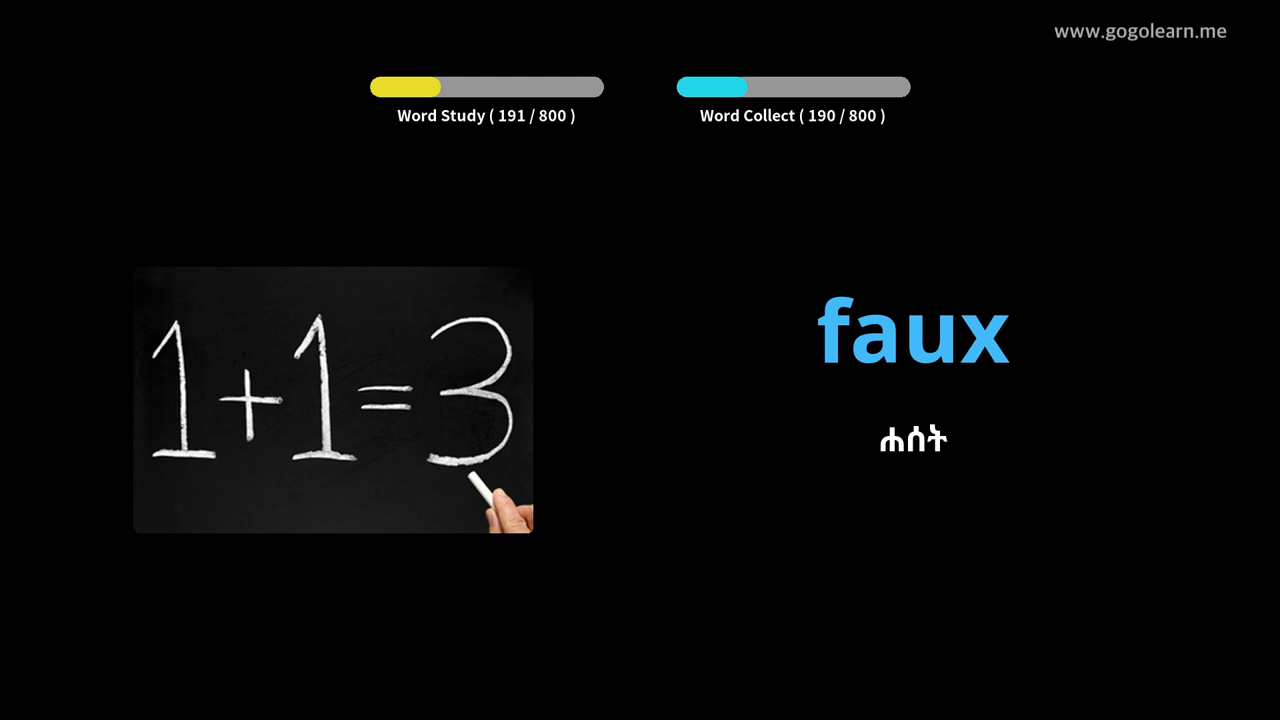 www.gogolearn.me
Word Study ( 191 / 800 )
Word Collect ( 190 / 800 )
1+1=3
faux
ሐሰት